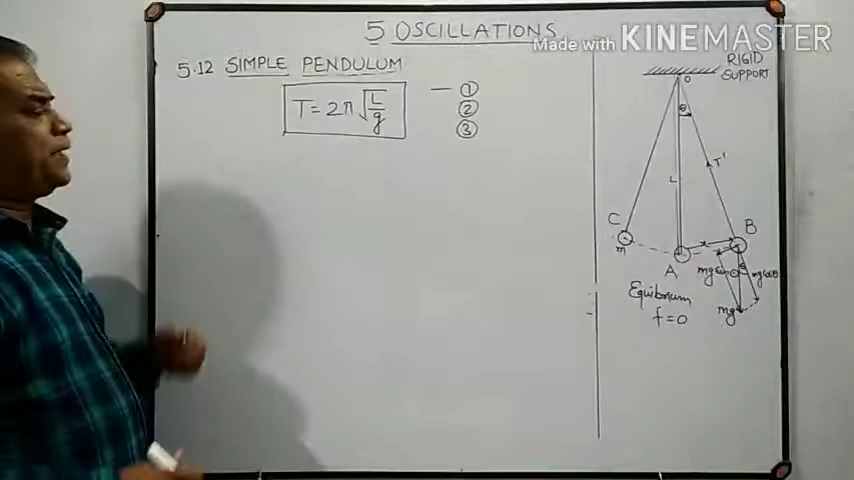 5 OSCILLATIONS
Made with KINEMASTER
5.12 SIMPLE PENDULUM
T = 2π√(L/g) — ①
②
③
RIGID
SUPPORT
O
θ
T'
L
C
m
B
A
mg sinθ θ mg cosθ
Equibrium
mg
f=0